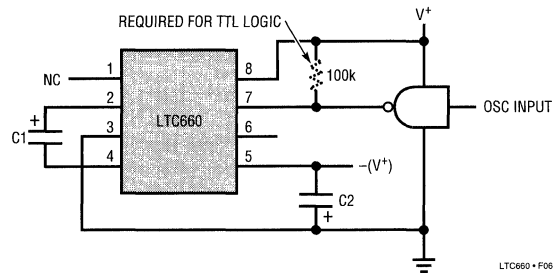 REQUIRED FOR TTL LOGIC
V+
NC
1
8
100k
2
7
OSC INPUT
+
C1
LTC660
3
6
4
5
–(V+)
C2
+
LTC660 • F06